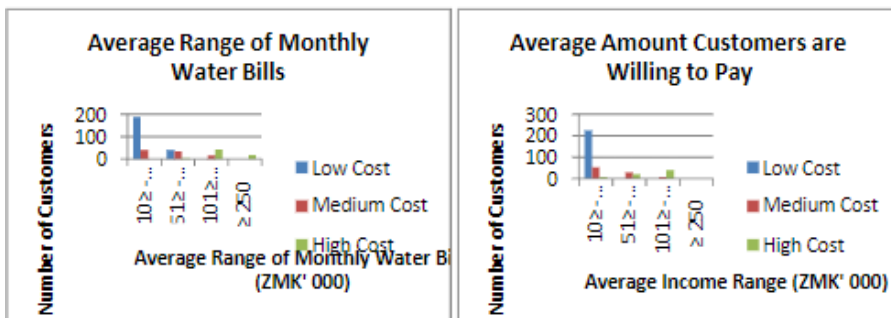 Average Range of Monthly
Water Bills
Number of Customers
200
100
0
10≥ -...
51≥ -...
101≥...
≥ 250
Low Cost
Medium Cost
High Cost
Average Range of Monthly Water Bi
(ZMK' 000)
Average Amount Customers are
Willing to Pay
Number of Customers
300
200
100
0
10≥ -...
51≥ -...
101≥ -...
≥ 250
Low Cost
Medium Cost
High Cost
Average Income Range (ZMK' 000)